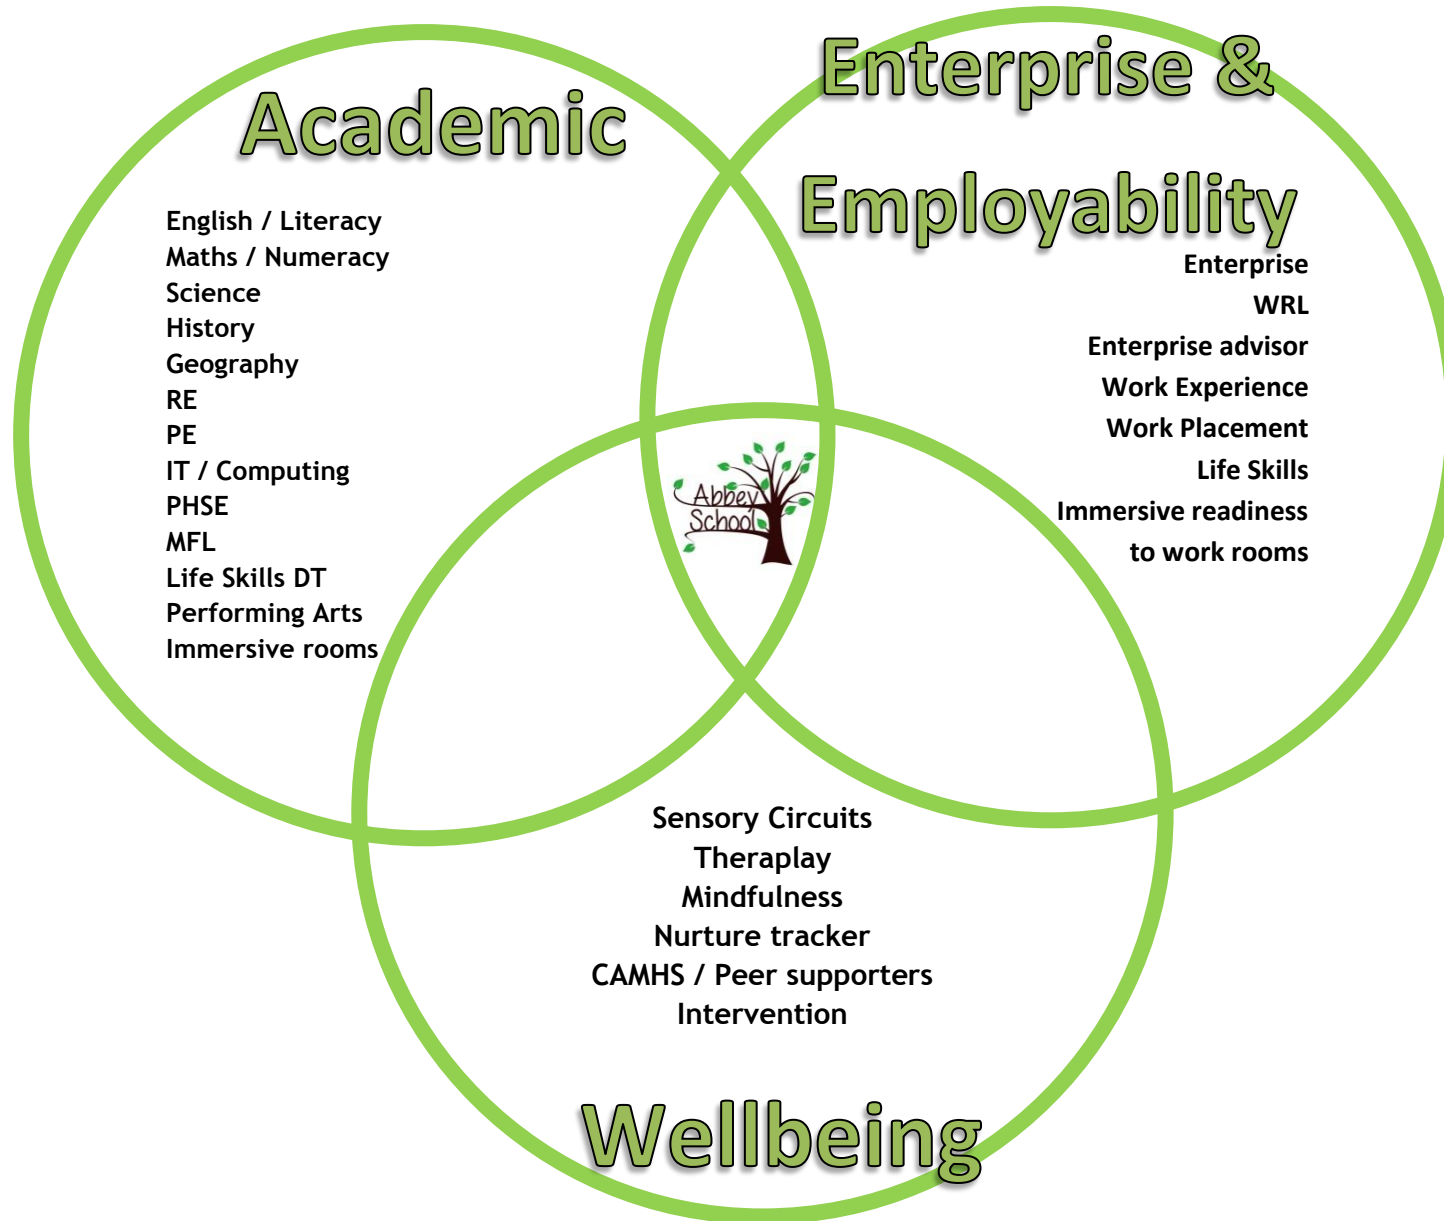 Academic
English / Literacy
Maths / Numeracy
Science
History
Geography
RE
PE
IT / Computing
PHSE
MFL
Life Skills DT
Performing Arts
Immersive rooms
Enterprise &
Employability
Enterprise
WRL
Enterprise advisor
Work Experience
Work Placement
Life Skills
Immersive readiness
to work rooms
Abbey
School
Sensory Circuits
Theraplay
Mindfulness
Nurture tracker
CAMHS / Peer supporters
Intervention
Wellbeing